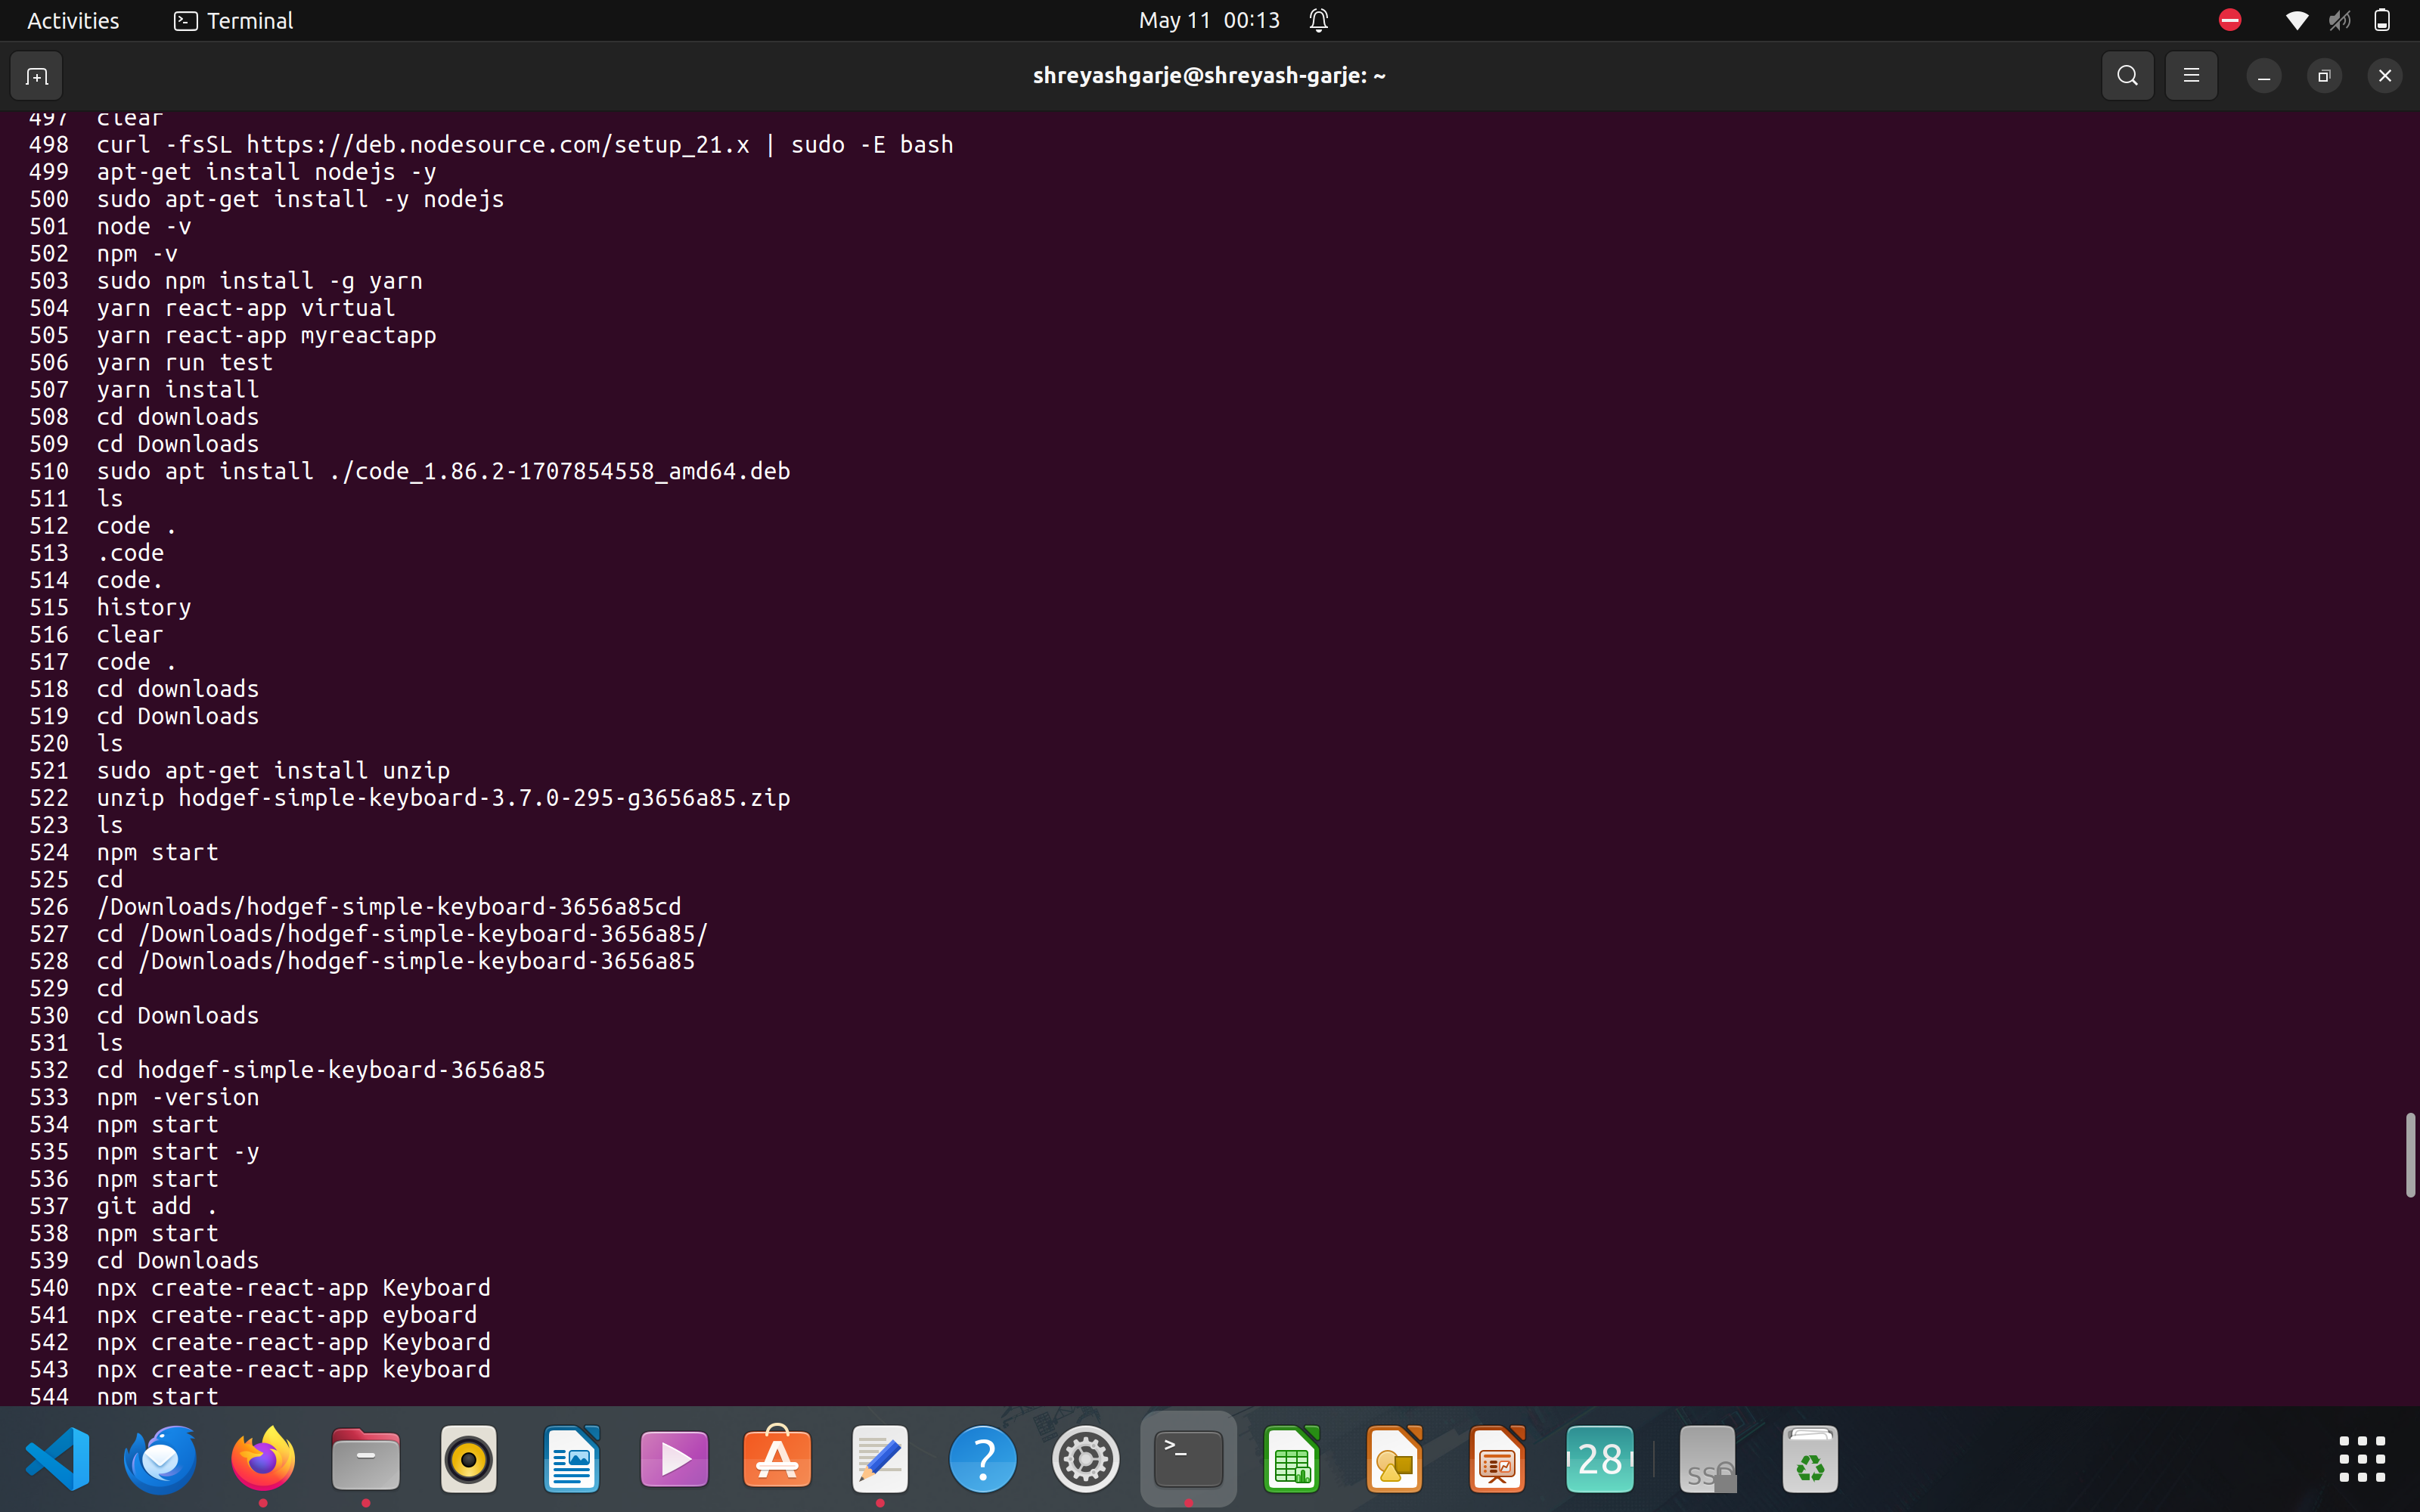 Activities Terminal May 11 00:13
shreyashgarje@shreyash-garje: ~
497 clear
498 curl -fsSL https://deb.nodesource.com/setup_21.x | sudo -E bash
499 apt-get install nodejs -y
500 sudo apt-get install -y nodejs
501 node -v
502 npm -v
503 sudo npm install -g yarn
504 yarn react-app virtual
505 yarn react-app myreactapp
506 yarn run test
507 yarn install
508 cd downloads
509 cd Downloads
510 sudo apt install ./code_1.86.2-1707854558_amd64.deb
511 ls
512 code .
513 .code
514 code.
515 history
516 clear
517 code .
518 cd downloads
519 cd Downloads
520 ls
521 sudo apt-get install unzip
522 unzip hodgef-simple-keyboard-3.7.0-295-g3656a85.zip
523 ls
524 npm start
525 cd
526 /Downloads/hodgef-simple-keyboard-3656a85cd
527 cd /Downloads/hodgef-simple-keyboard-3656a85/
528 cd /Downloads/hodgef-simple-keyboard-3656a85
529 cd
530 cd Downloads
531 ls
532 cd hodgef-simple-keyboard-3656a85
533 npm -version
534 npm start
535 npm start -y
536 npm start
537 git add .
538 npm start
539 cd Downloads
540 npx create-react-app Keyboard
541 npx create-react-app eyboard
542 npx create-react-app Keyboard
543 npx create-react-app keyboard
544 npm start
28